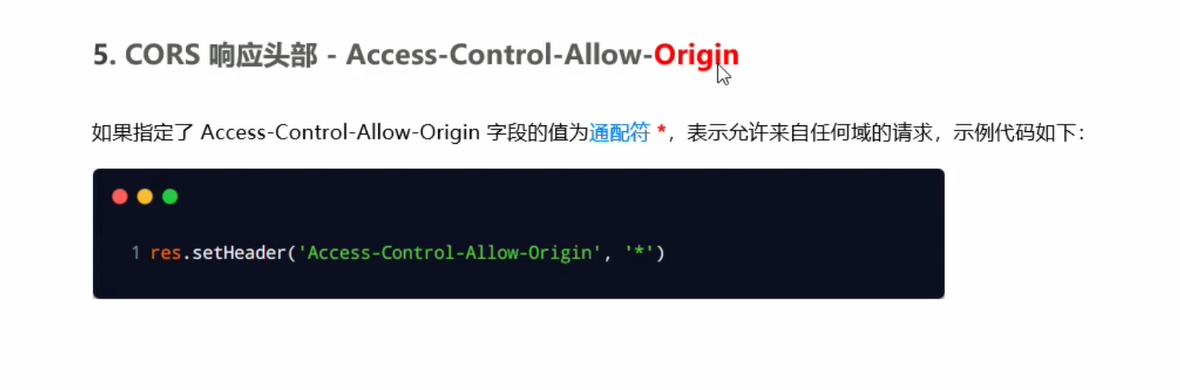 5. CORS 响应头部 - Access-Control-Allow-Origin
如果指定了 Access-Control-Allow-Origin 字段的值为通配符 *，表示允许来自任何域的请求，示例代码如下：
1 res.setHeader('Access-Control-Allow-Origin', '*')